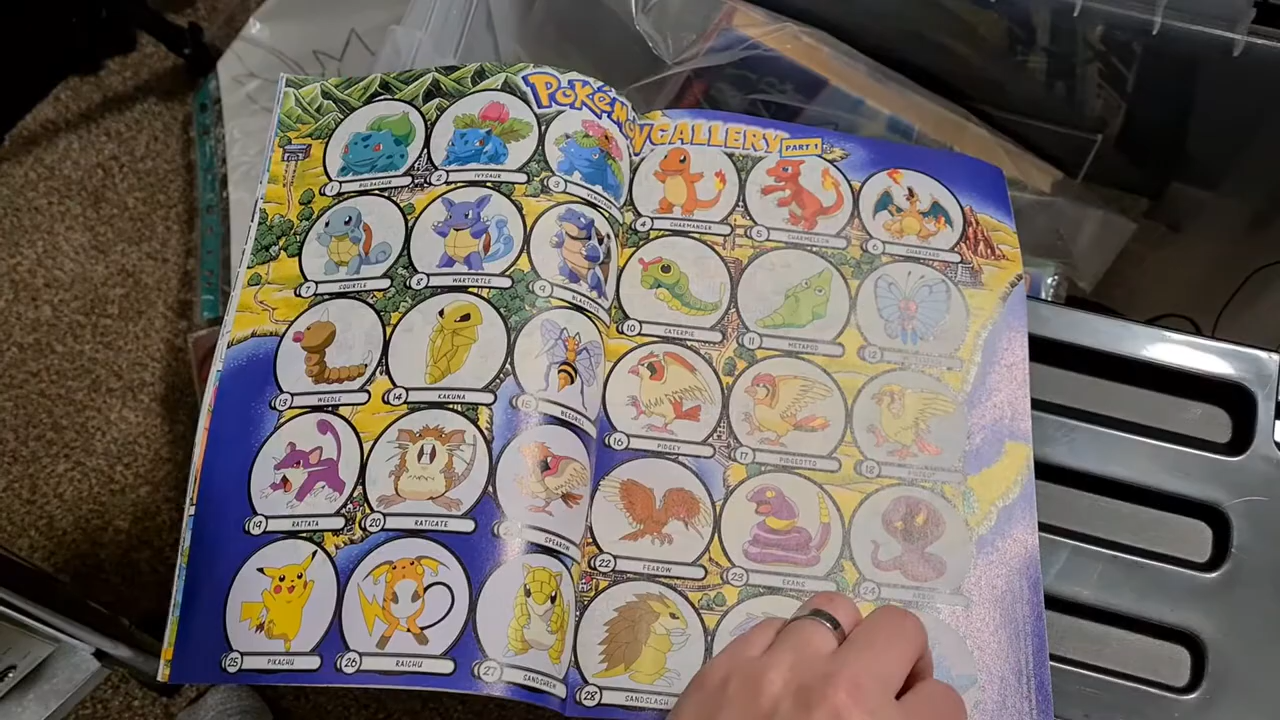 POKÉMON GALLERY PART 1
1 BULBASAUR
2 IVYSAUR
3 VENUSAUR
4 CHARMANDER
5 CHARMELEON
6 CHARIZARD
7 SQUIRTLE
8 WARTORTLE
9 BLASTOISE
10 CATERPIE
11 METAPOD
12
13 WEEDLE
14 KAKUNA
15 BEEDRILL
16 PIDGEY
17 PIDGEOTTO
18 PIDGEOT
19 RATTATA
20 RATICATE
SPEAROW
22 FEAROW
23 EKANS
24 ARBOK
25 PIKACHU
26 RAICHU
27 SANDSHREW
28 SANDSLASH